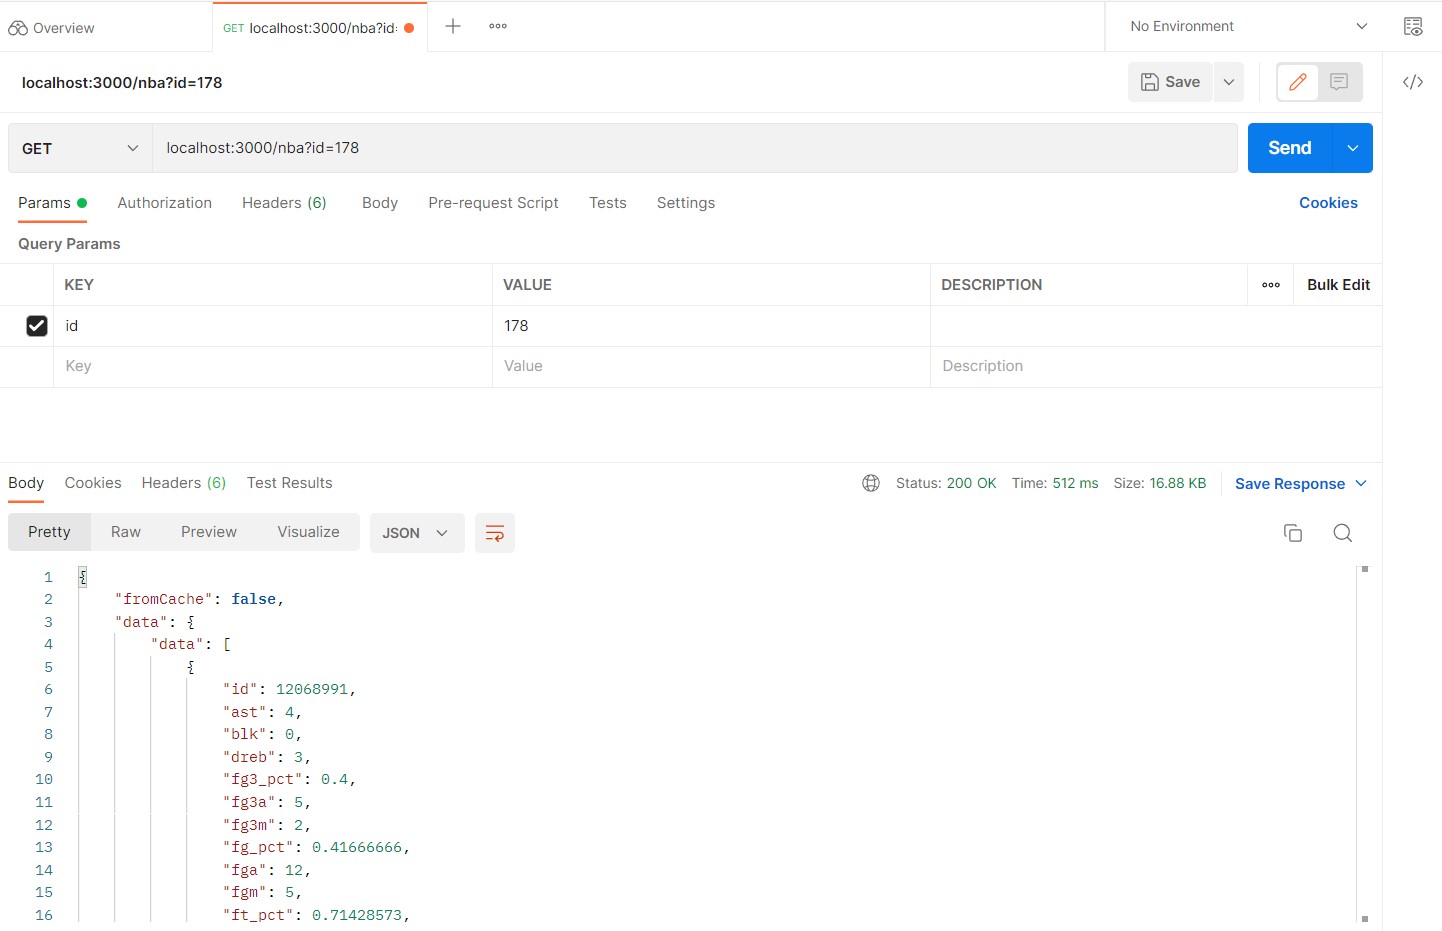 Overview
GET localhost:3000/nba?id=
No Environment
localhost:3000/nba?id=178
Save
GET
localhost:3000/nba?id=178
Send
Params Authorization Headers (6) Body Pre-request Script Tests Settings Cookies
Query Params
KEY VALUE DESCRIPTION Bulk Edit
id 178
Key Value Description
Body Cookies Headers (6) Test Results Status: 200 OK Time: 512 ms Size: 16.88 KB Save Response
Pretty Raw Preview Visualize JSON
1 {
2 "fromCache": false,
3 "data": {
4 "data": [
5 {
6 "id": 12068991,
7 "ast": 4,
8 "blk": 0,
9 "dreb": 3,
10 "fg3_pct": 0.4,
11 "fg3a": 5,
12 "fg3m": 2,
13 "fg_pct": 0.41666666,
14 "fga": 12,
15 "fgm": 5,
16 "ft_pct": 0.71428573,